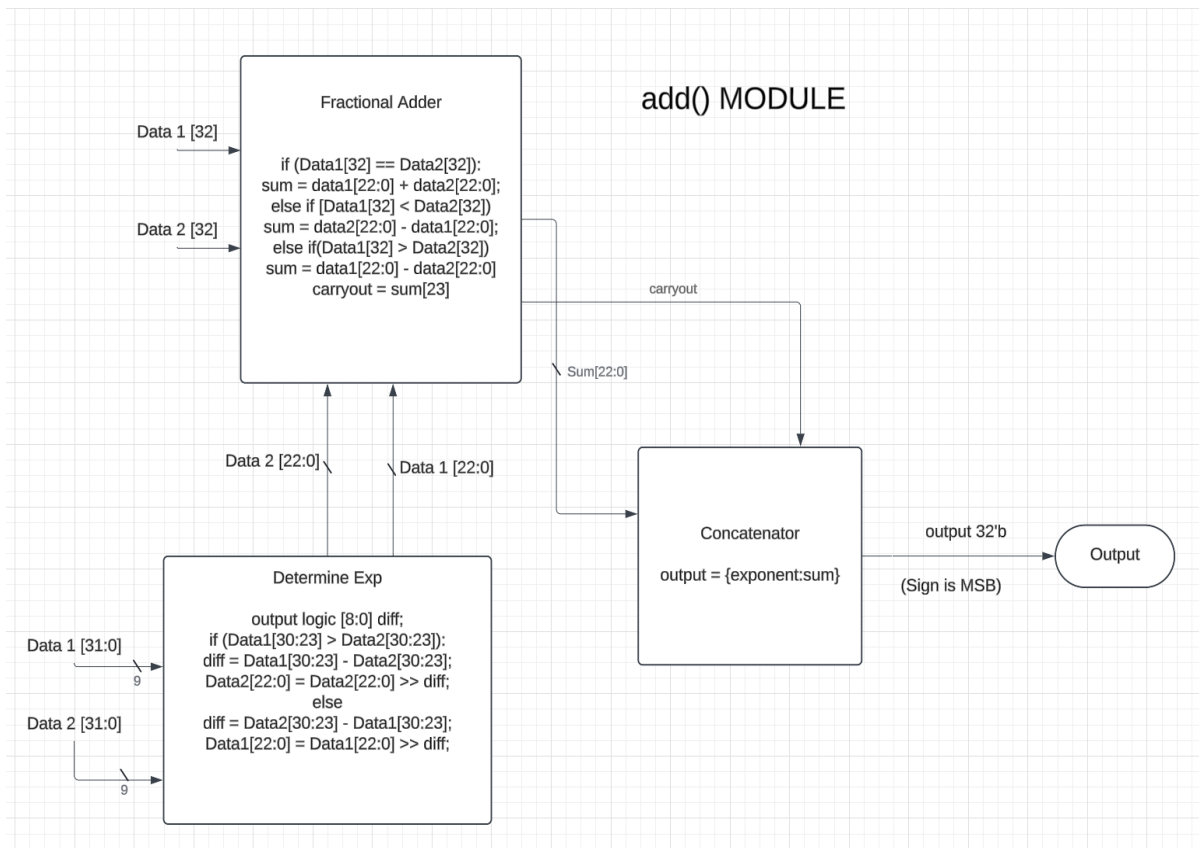 add() MODULE
Fractional Adder
Data 1 [32]
Data 2 [32]
if (Data1[32] == Data2[32]):
sum = data1[22:0] + data2[22:0];
else if [Data1[32] < Data2[32])
sum = data2[22:0] - data1[22:0];
else if(Data1[32] > Data2[32])
sum = data1[22:0] - data2[22:0]
carryout = sum[23]
carryout
Sum[22:0]
Data 2 [22:0]
Data 1 [22:0]
Concatenator
output = {exponent:sum}
output 32'b
(Sign is MSB)
Output
Determine Exp
output logic [8:0] diff;
if (Data1[30:23] > Data2[30:23]):
diff = Data1[30:23] - Data2[30:23];
Data2[22:0] = Data2[22:0] >> diff;
else
diff = Data2[30:23] - Data1[30:23];
Data1[22:0] = Data1[22:0] >> diff;
Data 1 [31:0]
9
Data 2 [31:0]
9